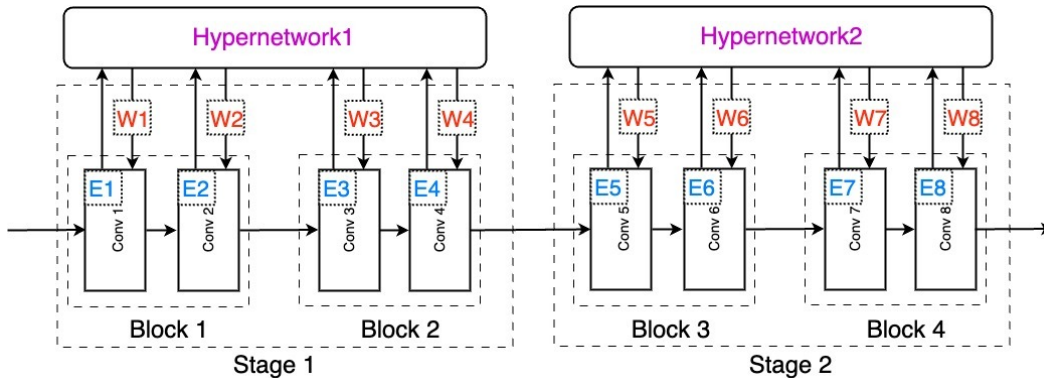 Hypernetwork1
Hypernetwork2
W1 W2 W3 W4 W5 W6 W7 W8
E1 E2 E3 E4 E5 E6 E7 E8
Conv 1 Conv 2 Conv 3 Conv 4 Conv 5 Conv 6 Conv 7 Conv 8
Block 1 Block 2 Block 3 Block 4
Stage 1 Stage 2